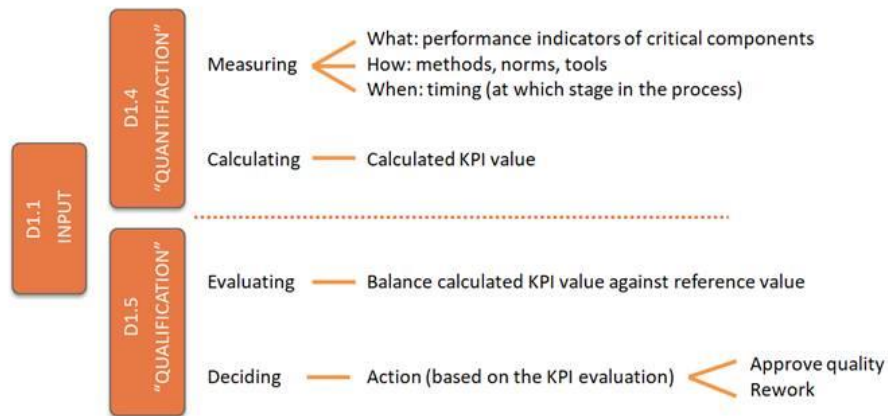 D1.1
INPUT
D1.4
"QUANTIFIACTION"
Measuring
What: performance indicators of critical components
How: methods, norms, tools
When: timing (at which stage in the process)
Calculating
Calculated KPI value
D1.5
"QUALIFICATION"
Evaluating
Balance calculated KPI value against reference value
Deciding
Action (based on the KPI evaluation)
Approve quality
Rework